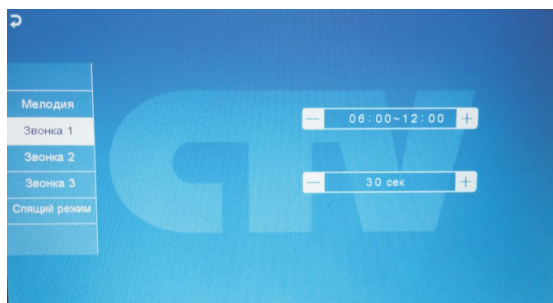 Мелодия
Звонка 1
Звонка 2
Звонка 3
Спящий режим
CTV
— 06:00~12:00 +
— 30 сек +